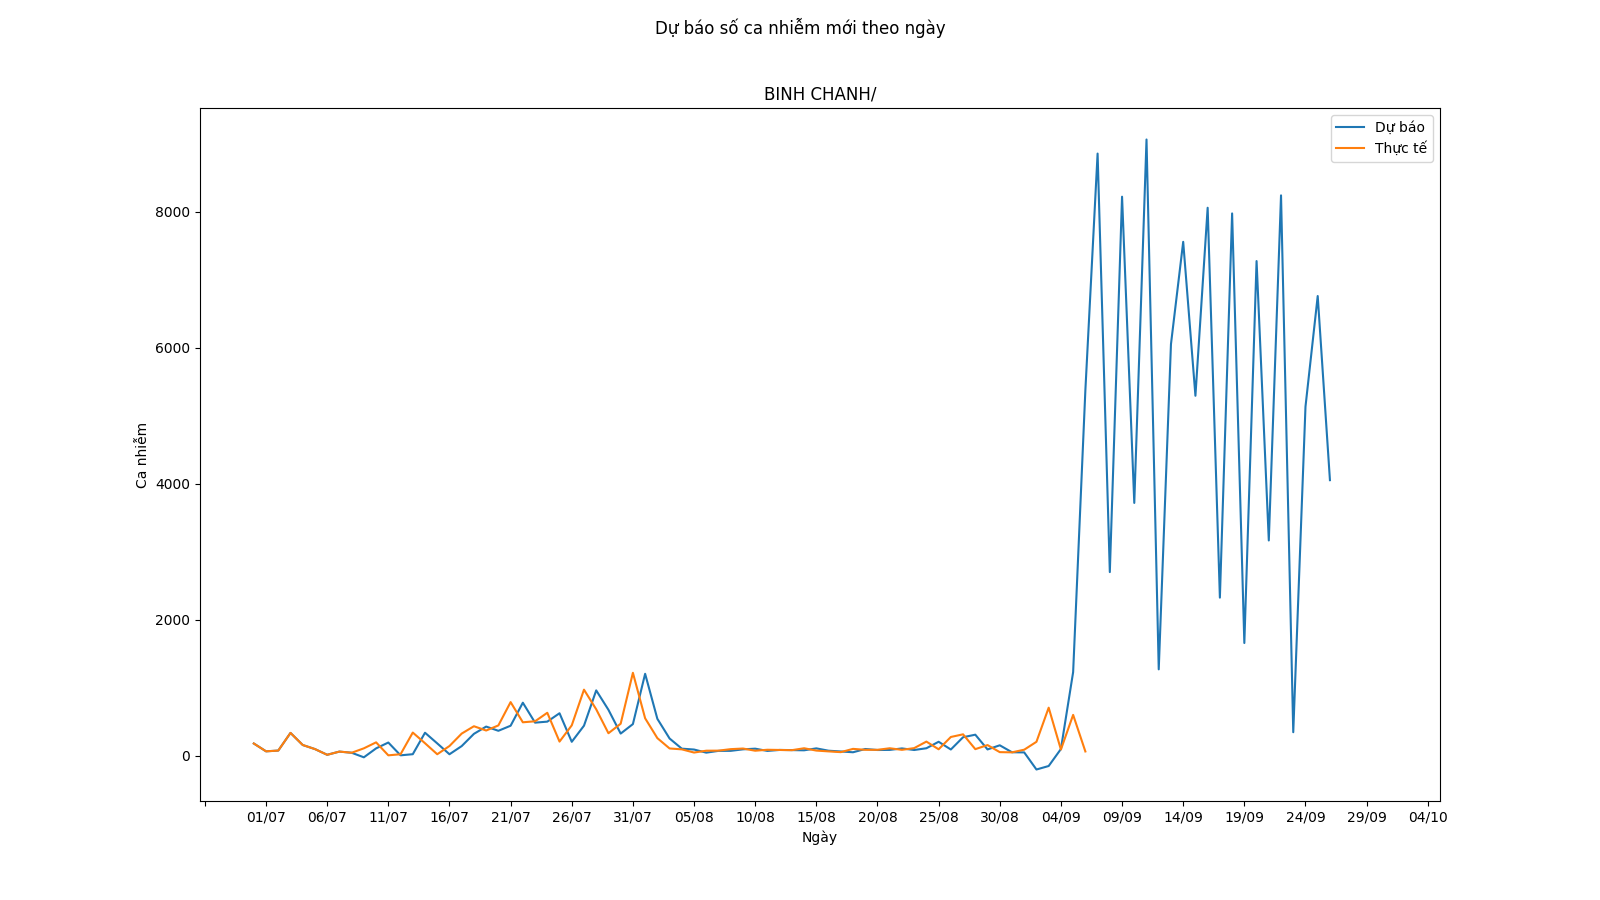 Dự báo số ca nhiễm mới theo ngày
BINH CHANH/
Dự báo
Thực tế
8000
6000
4000
2000
0
Ca nhiễm
01/07 06/07 11/07 16/07 21/07 26/07 31/07 05/08 10/08 15/08 20/08 25/08 30/08 04/09 09/09 14/09 19/09 24/09 29/09 04/10
Ngày